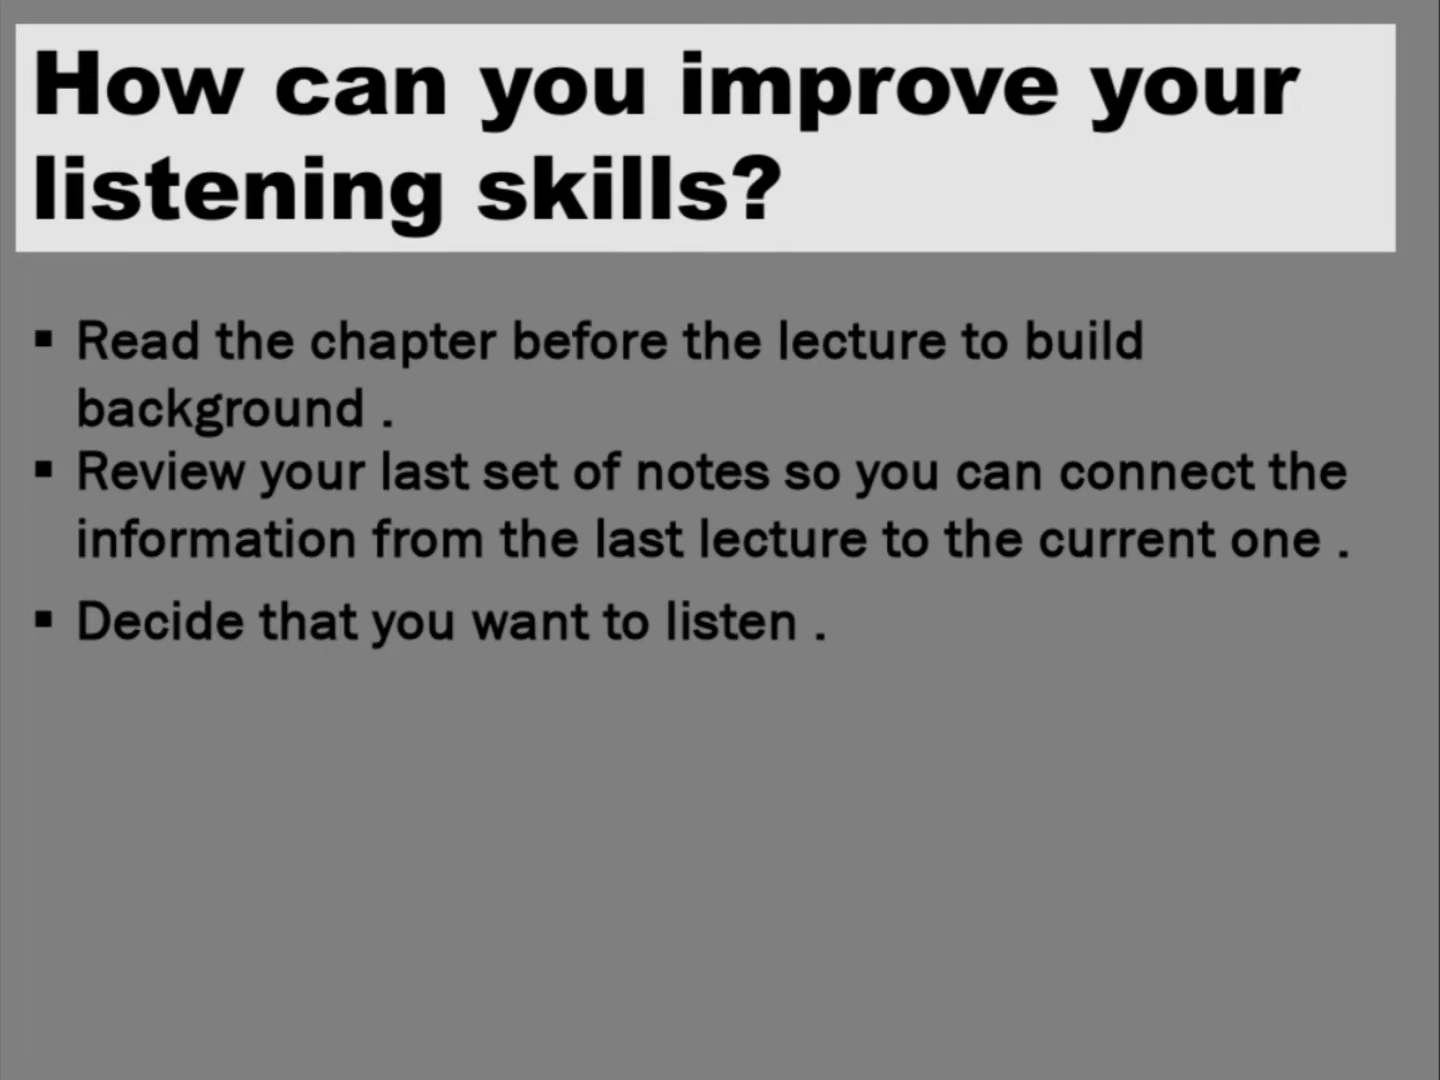 How can you improve your
listening skills?
▪ Read the chapter before the lecture to build
background .
▪ Review your last set of notes so you can connect the
information from the last lecture to the current one .
▪ Decide that you want to listen .